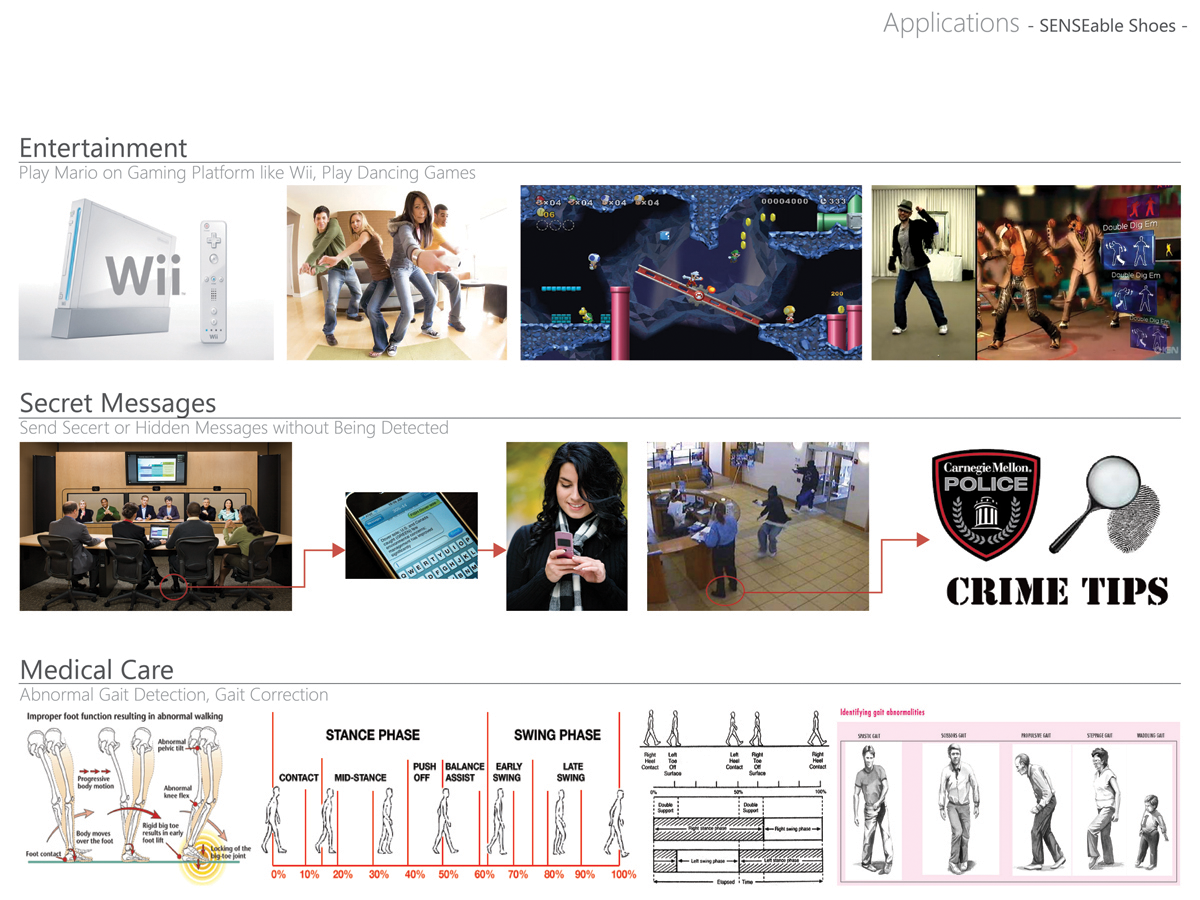 Applications - SENSEable Shoes -
Entertainment
Play Mario on Gaming Platform like Wii, Play Dancing Games
Wii
Wii
×04 ×04 ×04 ×04
00004000
333
06
200
Double Dig Em
Double Dig Em
Double Dig Em
Secret Messages
Send Secert or Hidden Messages without Being Detected
QWERTYUIOP
Carnegie Mellon
POLICE
CRIME TIPS
Medical Care
Abnormal Gait Detection, Gait Correction
Improper foot function resulting in abnormal walking
Abnormal
pelvic tilt
Progressive
body motion
Abnormal
knee flex
Body moves
over the foot
Rigid big toe
results in early
foot lift
Foot contact
Locking of the
big-toe joint
STANCE PHASE
SWING PHASE
CONTACT
MID-STANCE
PUSH
OFF
BALANCE
ASSIST
EARLY
SWING
LATE
SWING
0% 10% 20% 30% 40% 50% 60% 70% 80% 90% 100%
Right
Heel
Contact
Left
Toe
Off
Surface
Left
Heel
Contact
Right
Toe
Off
Surface
Right
Heel
Contact
0% 50% 100%
Double
Support
Double
Support
Right stance phase
Right swing phase
Left swing phase
Left stance phase
Elapsed Time
Identifying gait abnormalities
SPASTIC GAIT
SCISSORS GAIT
PROPULSIVE GAIT
STEPPAGE GAIT
WADDLING GAIT